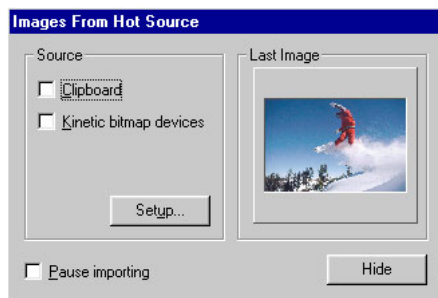 Images From Hot Source
Source
Clipboard
Kinetic bitmap devices
Setup...
Last Image
Pause importing
Hide